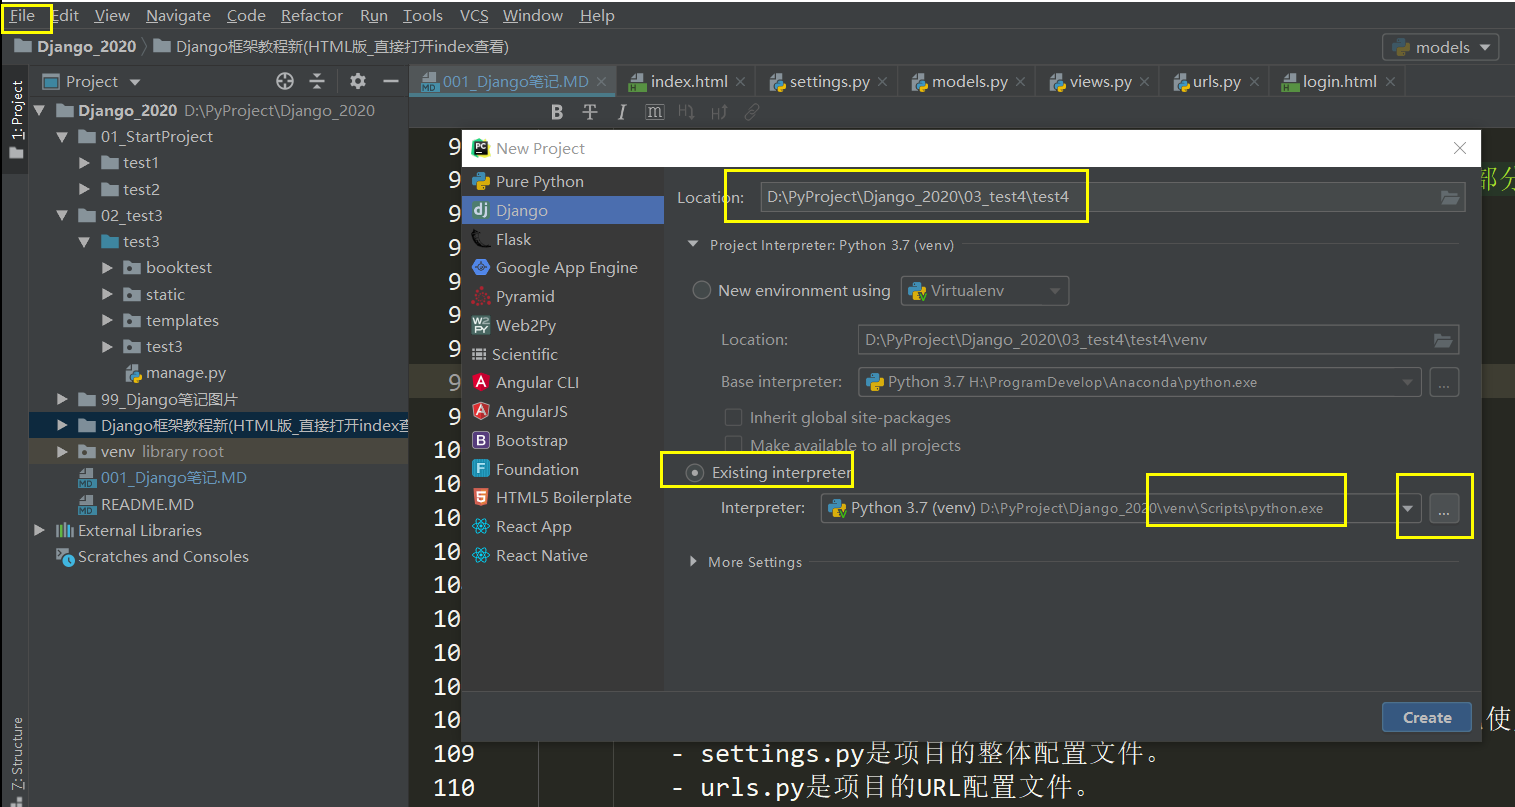 File Edit View Navigate Code Refactor Run Tools VCS Window Help
Django_2020 Django框架教程新(HTML版_直接打开index查看) models
Project
001_Django笔记.MD index.html settings.py models.py views.py urls.py login.html
1: Project
Django_2020 D:\PyProject\Django_2020
01_StartProject
test1
test2
02_test3
test3
booktest
static
templates
test3
manage.py
99_Django笔记图片
Django框架教程新(HTML版_直接打开index查
venv library root
001_Django笔记.MD
README.MD
External Libraries
Scratches and Consoles
7: Structure
B T I m H H
9
9
9
9
9
9
9
9
9
10
10
10
10
10
10
10
10
10
109
110
部分
New Project
Pure Python
dj Django
Flask
Google App Engine
Pyramid
W2PY Web2Py
Scientific
Angular CLI
AngularJS
Bootstrap
Foundation
HTML5 Boilerplate
React App
React Native
Location: D:\PyProject\Django_2020\03_test4\test4
Project Interpreter: Python 3.7 (venv)
New environment using Virtualenv
Location: D:\PyProject\Django_2020\03_test4\test4\venv
Base interpreter: Python 3.7 H:\ProgramDevelop\Anaconda\python.exe ...
Inherit global site-packages
Make available to all projects
Existing interpreter
Interpreter: Python 3.7 (venv) D:\PyProject\Django_2020\venv\Scripts\python.exe ...
More Settings
Create
使
- settings.py是项目的整体配置文件。
- urls.py是项目的URL配置文件。